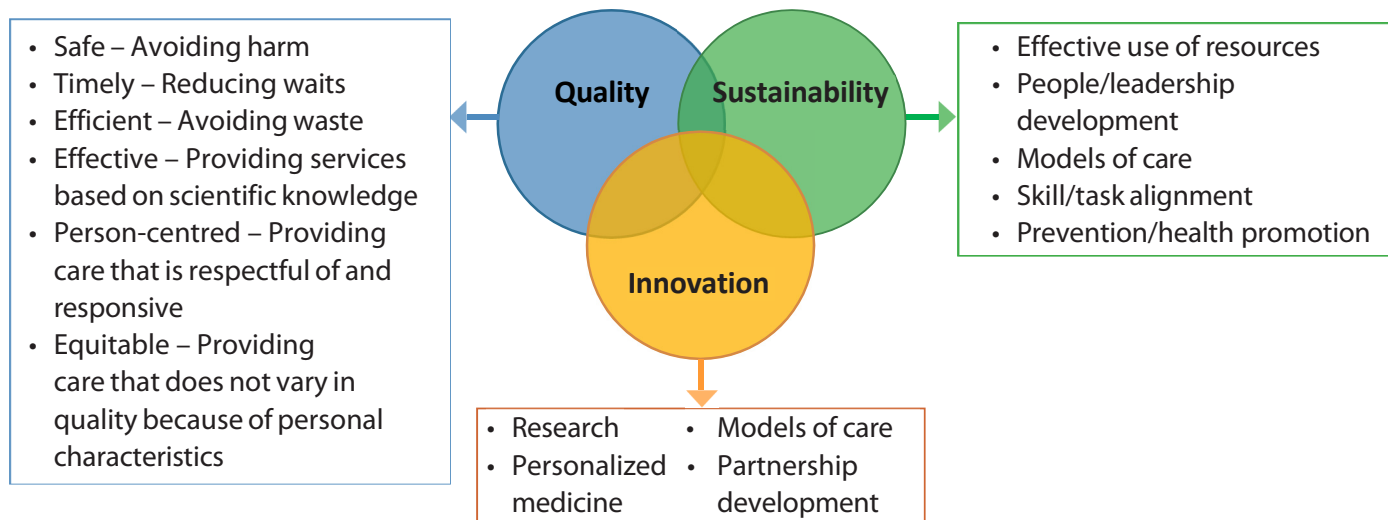 • Safe – Avoiding harm
• Timely – Reducing waits
• Efficient – Avoiding waste
• Effective – Providing services
based on scientific knowledge
• Person-centred – Providing
care that is respectful of and
responsive
• Equitable – Providing
care that does not vary in
quality because of personal
characteristics
Quality
Sustainability
Innovation
• Effective use of resources
• People/leadership
development
• Models of care
• Skill/task alignment
• Prevention/health promotion
• Research
• Personalized
medicine
• Models of care
• Partnership
development